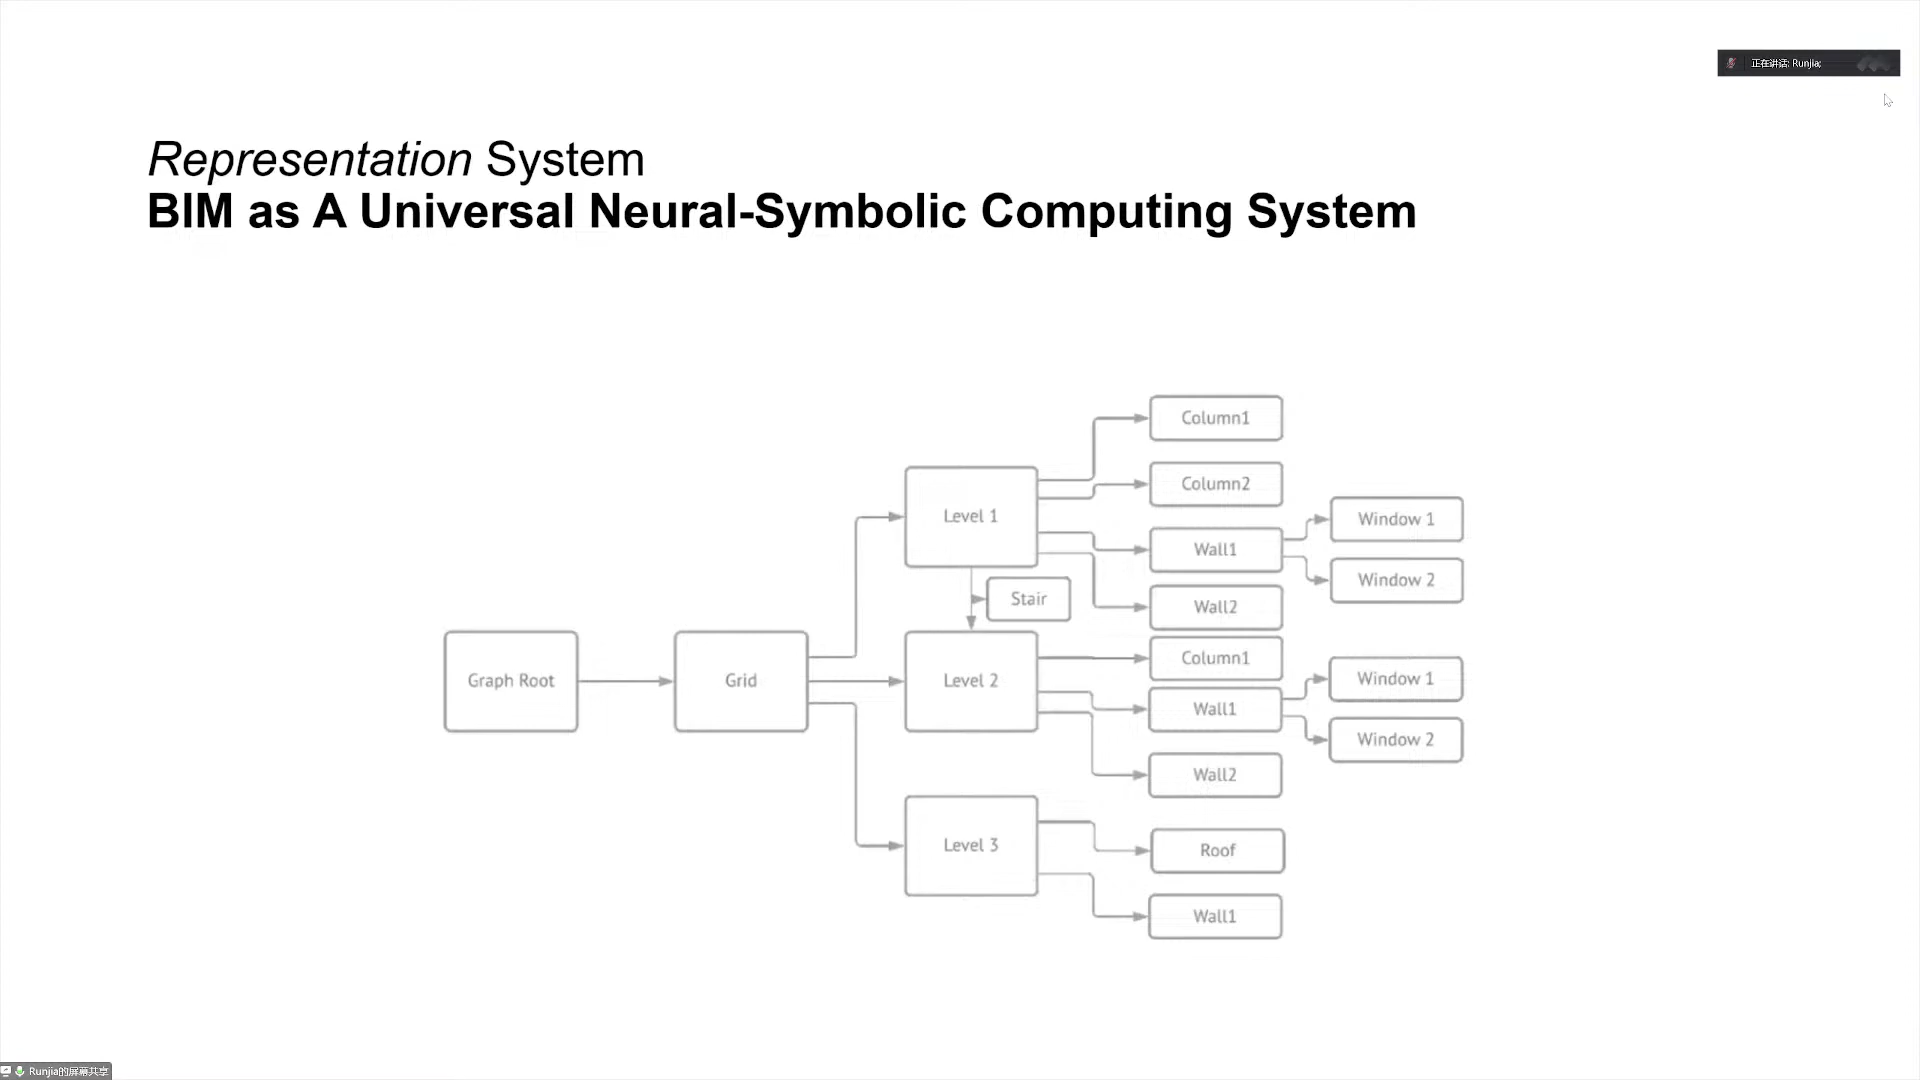 正在讲话: Runjia;
Representation System
BIM as A Universal Neural-Symbolic Computing System
Column1
Column2
Level 1
Window 1
Wall1
Window 2
Stair
Wall2
Column1
Graph Root
Grid
Level 2
Window 1
Wall1
Window 2
Wall2
Level 3
Roof
Wall1
Runjia的屏幕共享